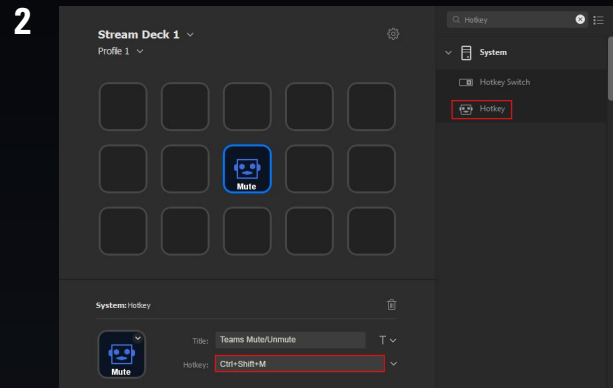 2
Stream Deck 1
Profile 1
Mute
Hotkey
System
Hotkey Switch
Hotkey
System: Hotkey
Mute
Title: Teams Mute/Unmute
T
Hotkey: Ctrl+Shift+M